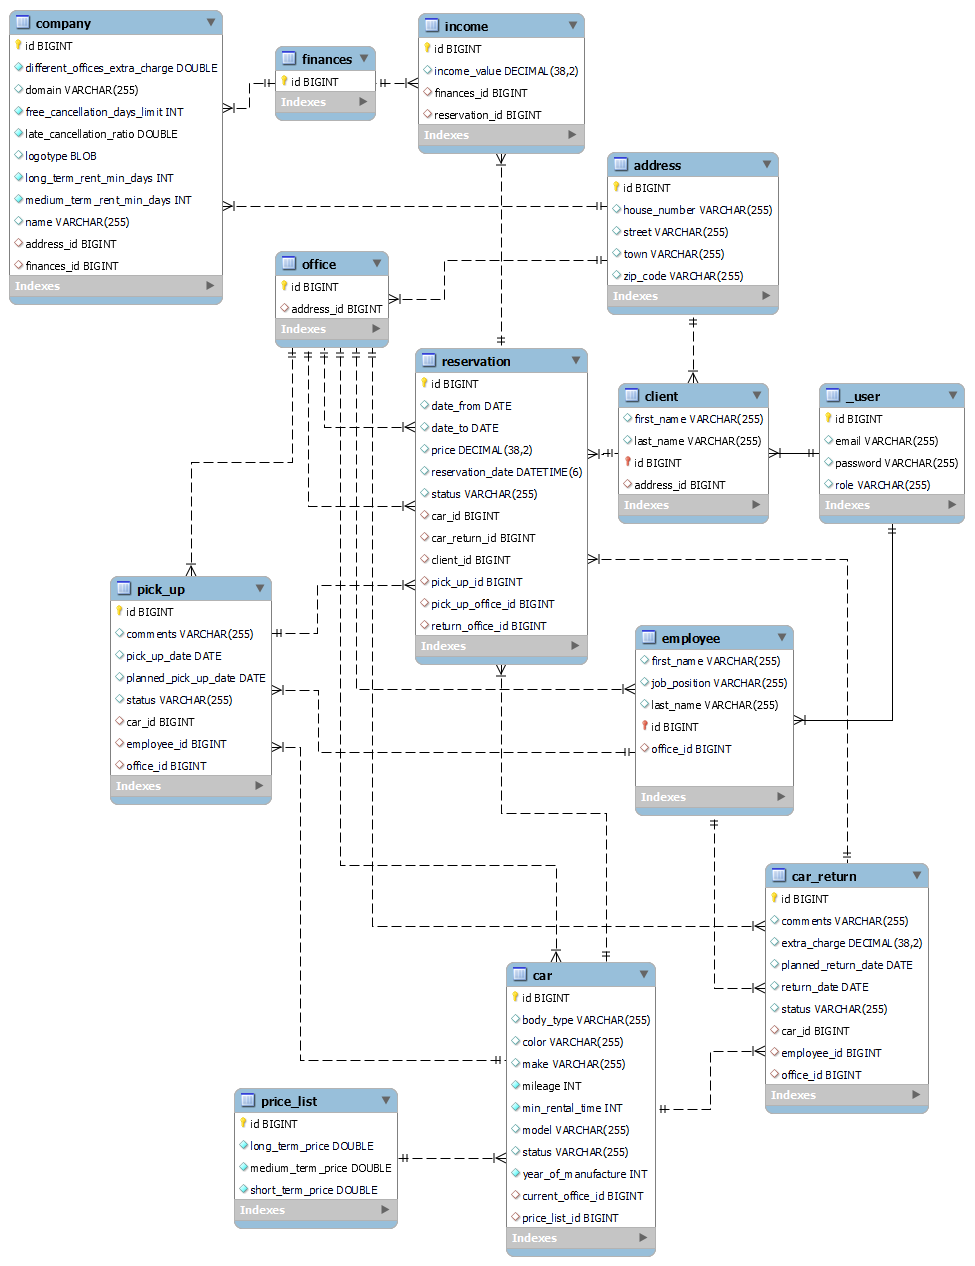 company
id BIGINT
different_offices_extra_charge DOUBLE
domain VARCHAR(255)
free_cancellation_days_limit INT
late_cancellation_ratio DOUBLE
logotype BLOB
long_term_rent_min_days INT
medium_term_rent_min_days INT
name VARCHAR(255)
address_id BIGINT
finances_id BIGINT
Indexes
finances
id BIGINT
Indexes
income
id BIGINT
income_value DECIMAL(38,2)
finances_id BIGINT
reservation_id BIGINT
Indexes
address
id BIGINT
house_number VARCHAR(255)
street VARCHAR(255)
town VARCHAR(255)
zip_code VARCHAR(255)
Indexes
office
id BIGINT
address_id BIGINT
Indexes
reservation
id BIGINT
date_from DATE
date_to DATE
price DECIMAL(38,2)
reservation_date DATETIME(6)
status VARCHAR(255)
car_id BIGINT
car_return_id BIGINT
client_id BIGINT
pick_up_id BIGINT
pick_up_office_id BIGINT
return_office_id BIGINT
Indexes
client
first_name VARCHAR(255)
last_name VARCHAR(255)
id BIGINT
address_id BIGINT
Indexes
_user
id BIGINT
email VARCHAR(255)
password VARCHAR(255)
role VARCHAR(255)
Indexes
pick_up
id BIGINT
comments VARCHAR(255)
pick_up_date DATE
planned_pick_up_date DATE
status VARCHAR(255)
car_id BIGINT
employee_id BIGINT
office_id BIGINT
Indexes
employee
first_name VARCHAR(255)
job_position VARCHAR(255)
last_name VARCHAR(255)
id BIGINT
office_id BIGINT
Indexes
car_return
id BIGINT
comments VARCHAR(255)
extra_charge DECIMAL(38,2)
planned_return_date DATE
return_date DATE
status VARCHAR(255)
car_id BIGINT
employee_id BIGINT
office_id BIGINT
Indexes
car
id BIGINT
body_type VARCHAR(255)
color VARCHAR(255)
make VARCHAR(255)
mileage INT
min_rental_time INT
model VARCHAR(255)
status VARCHAR(255)
year_of_manufacture INT
current_office_id BIGINT
price_list_id BIGINT
Indexes
price_list
id BIGINT
long_term_price DOUBLE
medium_term_price DOUBLE
short_term_price DOUBLE
Indexes